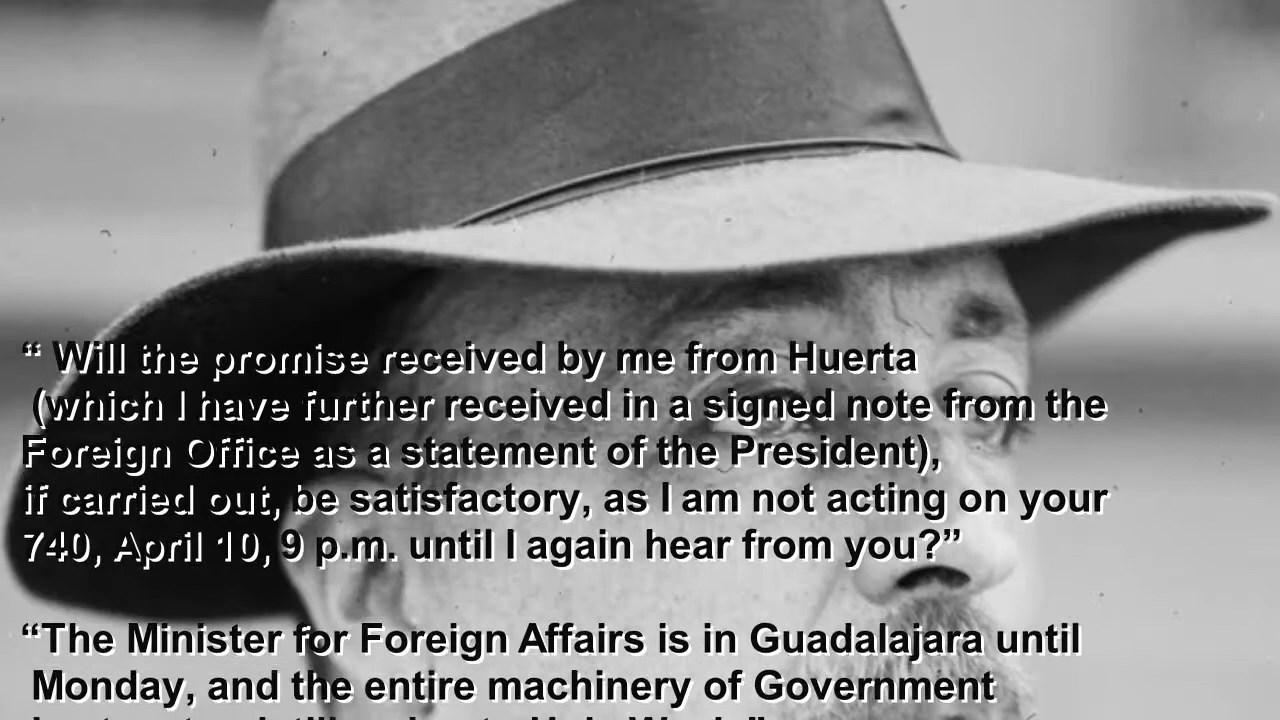 “ Will the promise received by me from Huerta
(which I have further received in a signed note from the
Foreign Office as a statement of the President),
if carried out, be satisfactory, as I am not acting on your
740, April 10, 9 p.m. until I again hear from you?”
“The Minister for Foreign Affairs is in Guadalajara until
Monday, and the entire machinery of Government